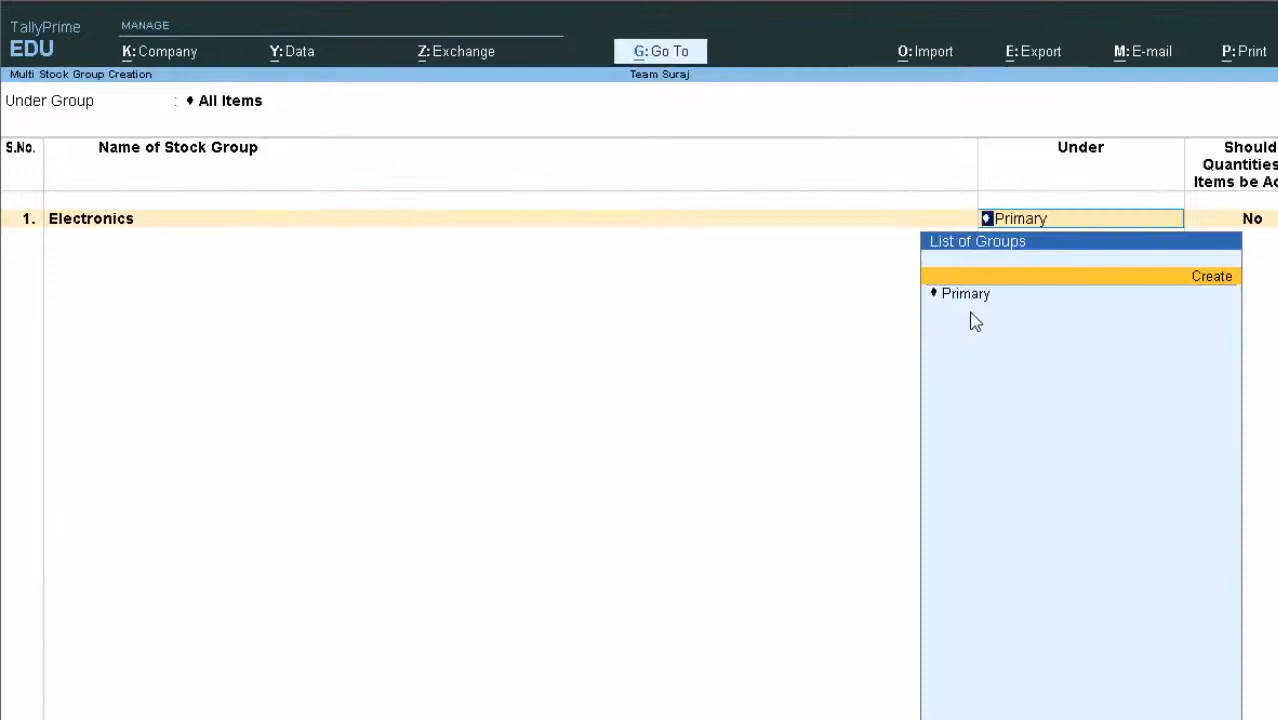 TallyPrime
EDU
MANAGE
K: Company
Y: Data
Z: Exchange
G: Go To
O: Import
E: Export
M: E-mail
P: Print
Multi Stock Group Creation
Team Suraj
Under Group : ♦ All Items
S.No.
Name of Stock Group
Under
Should
Quantities
Items be Ac
1. Electronics
♦ Primary
No
List of Groups
Create
♦ Primary